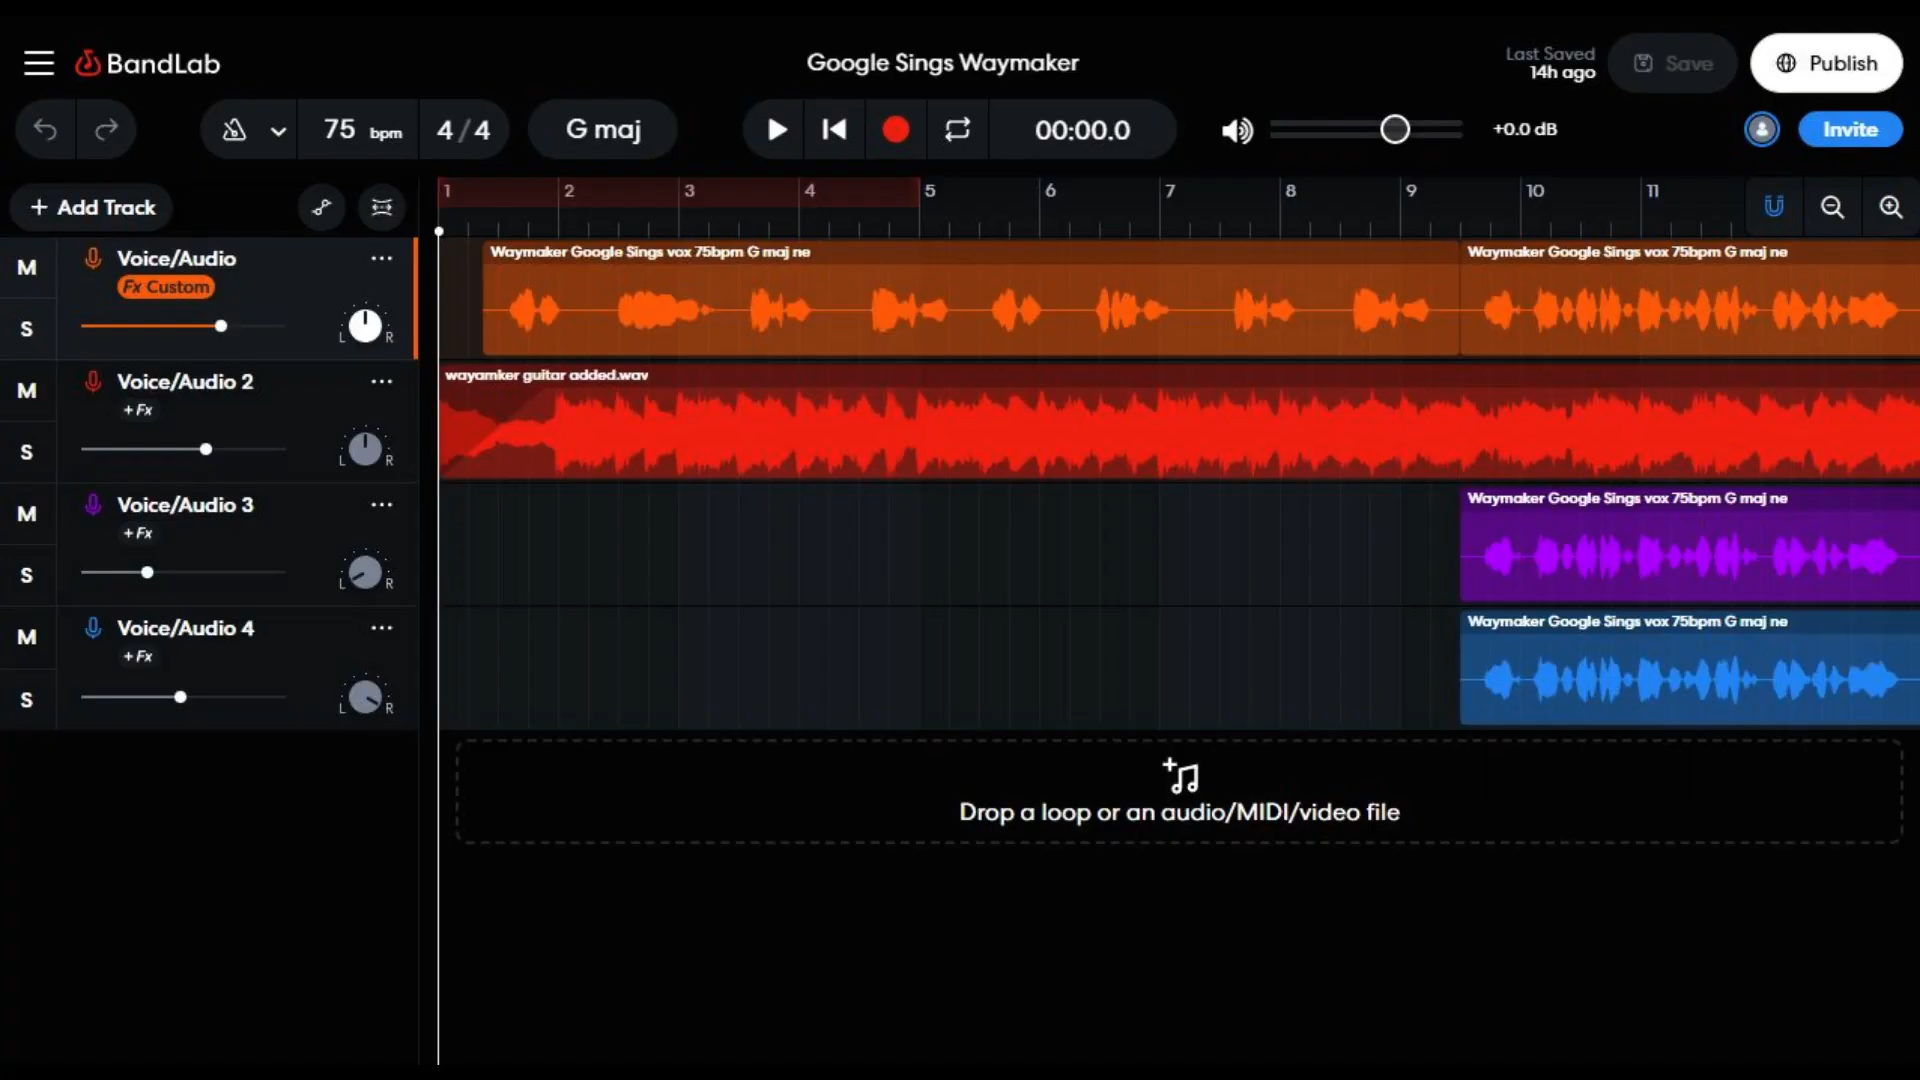 BandLab
Google Sings Waymaker
Last Saved
14h ago
Save
Publish
75 bpm
4/4
G maj
00:00.0
+0.0 dB
Invite
+ Add Track
1 2 3 4 5 6 7 8 9 10 11
M
Voice/Audio
Fx Custom
S
L R
Waymaker Google Sings vox 75bpm G maj ne
Waymaker Google Sings vox 75bpm G maj ne
M
Voice/Audio 2
+Fx
S
L R
wayamker guitar added.wav
M
Voice/Audio 3
+Fx
S
L R
Waymaker Google Sings vox 75bpm G maj ne
M
Voice/Audio 4
+Fx
S
L R
Waymaker Google Sings vox 75bpm G maj ne
Drop a loop or an audio/MIDI/video file